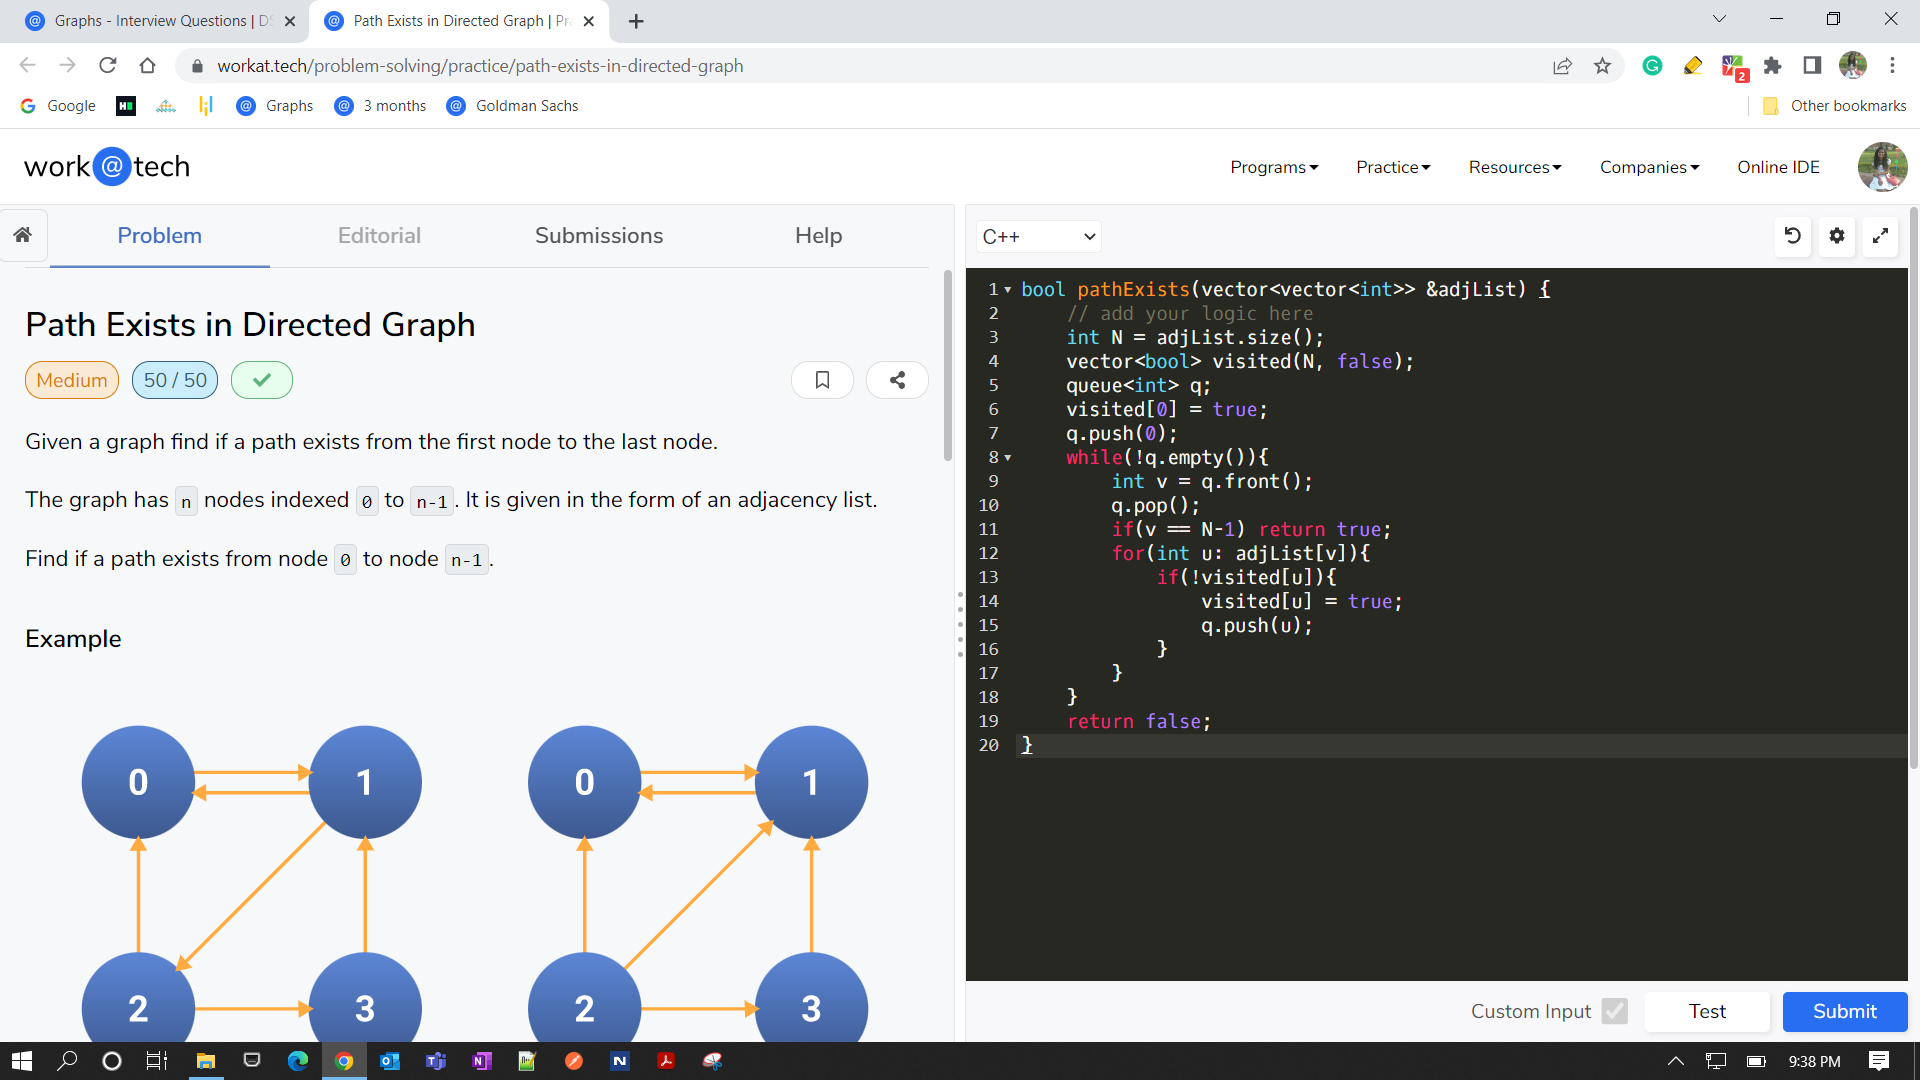 Graphs - Interview Questions | DS
Path Exists in Directed Graph | Pra
workat.tech/problem-solving/practice/path-exists-in-directed-graph
2
Google
Graphs
3 months
Goldman Sachs
Other bookmarks
work@tech
Programs
Practice
Resources
Companies
Online IDE
Problem
Editorial
Submissions
Help
Path Exists in Directed Graph
Medium
50 / 50
Given a graph find if a path exists from the first node to the last node.
The graph has n nodes indexed 0 to n-1. It is given in the form of an adjacency list.
Find if a path exists from node 0 to node n-1.
Example
0 1 0 1
2 3 2 3
C++
1 bool pathExists(vector<vector<int>> &adjList) {
2     // add your logic here
3     int N = adjList.size();
4     vector<bool> visited(N, false);
5     queue<int> q;
6     visited[0] = true;
7     q.push(0);
8     while(!q.empty()){
9         int v = q.front();
10         q.pop();
11         if(v == N-1) return true;
12         for(int u: adjList[v]){
13             if(!visited[u]){
14                 visited[u] = true;
15                 q.push(u);
16             }
17         }
18     }
19     return false;
20 }
Custom Input
Test
Submit
9:38 PM